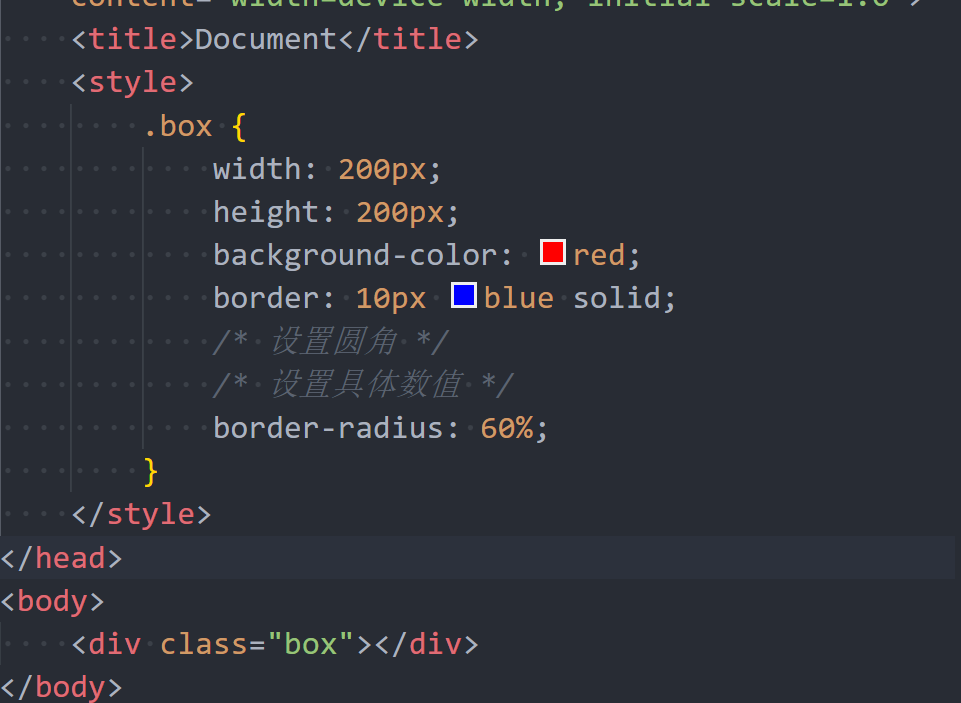 content="width=device-width, initial-scale=1.0">
<title>Document</title>
<style>
.box {
width: 200px;
height: 200px;
background-color: red;
border: 10px blue solid;
/* 设置圆角 */
/* 设置具体数值 */
border-radius: 60%;
}
</style>
</head>
<body>
<div class="box"></div>
</body>